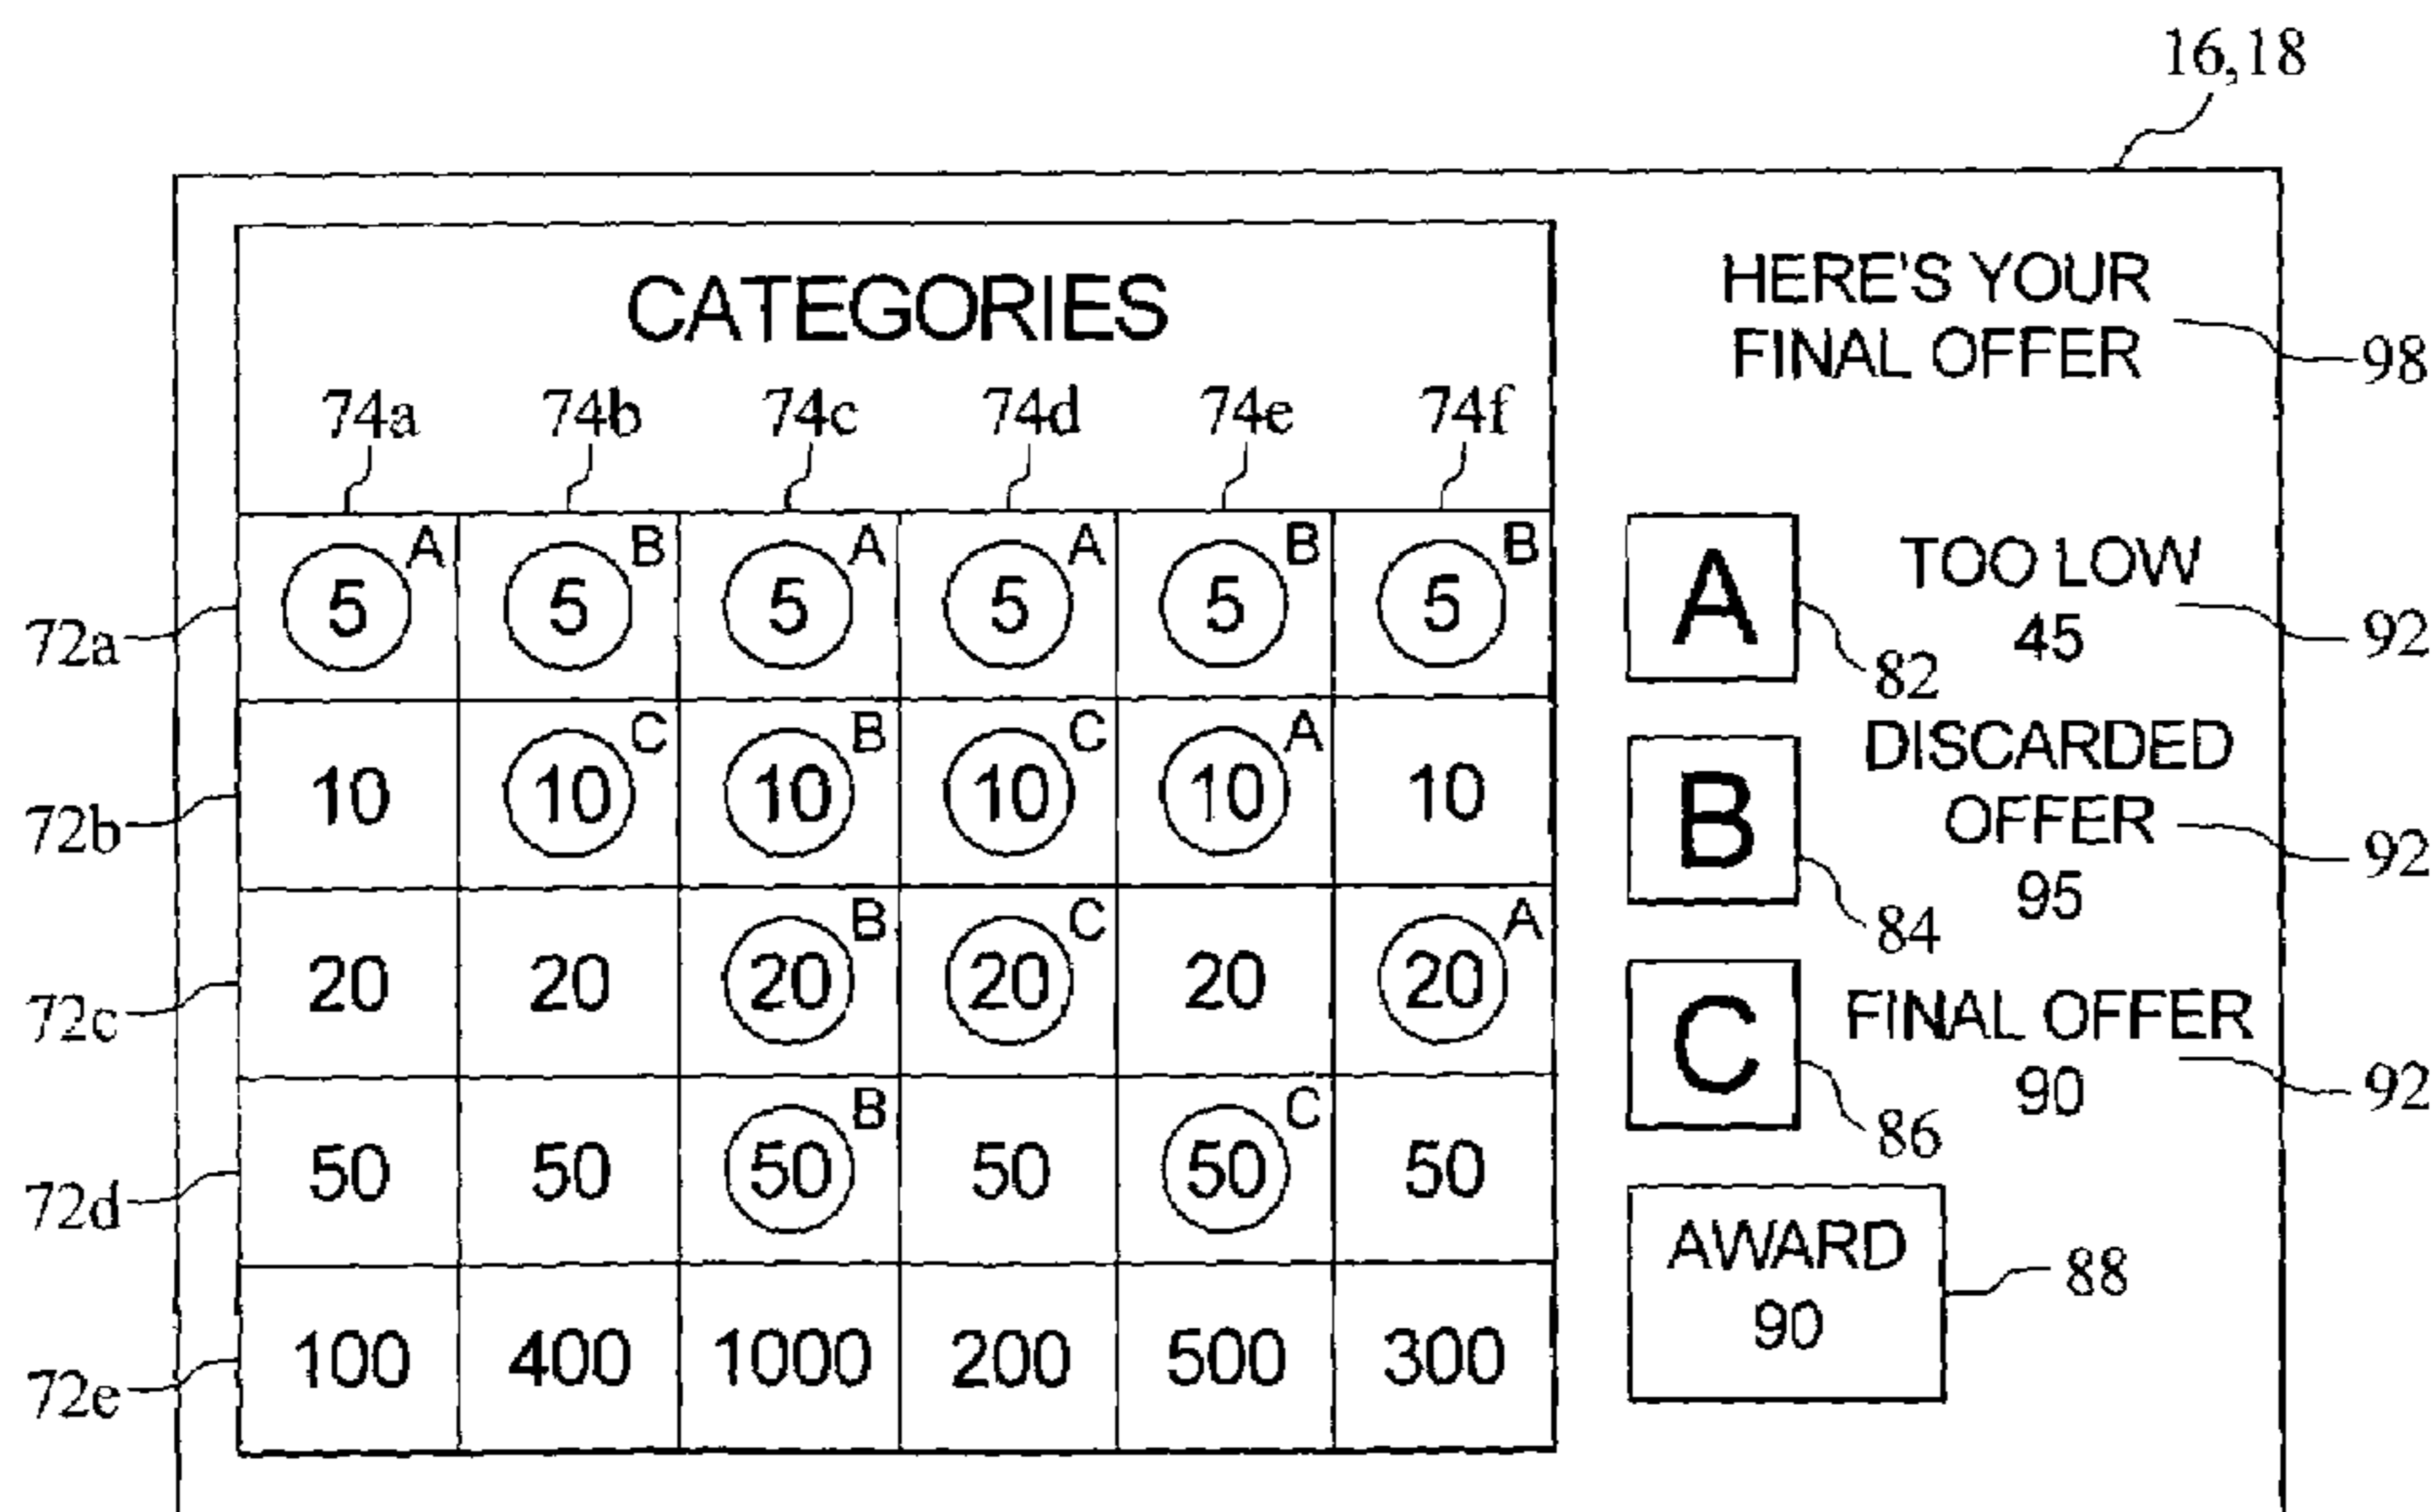 16,18
CATEGORIES
HERE'S YOUR
FINAL OFFER
98
74a 74b 74c 74d 74e 74f
72a 5 A 5 B 5 A 5 A 5 B 5 B
A
TOO LOW
45
82
92
72b 10 10 C 10 B 10 C 10 A 10
B
DISCARDED
OFFER
95
84
92
72c 20 20 20 B 20 C 20 20 A
C
FINAL OFFER
90
86
92
72d 50 50 50 B 50 50 C 50
AWARD
90
88
72e 100 400 1000 200 500 300